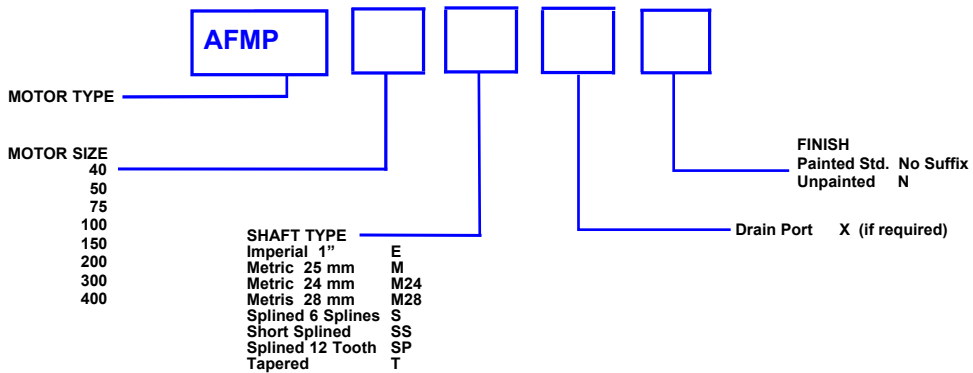 AFMP
MOTOR TYPE
MOTOR SIZE
40
50
75
100
150
200
300
400
SHAFT TYPE
Imperial 1” E
Metric 25 mm M
Metric 24 mm M24
Metris 28 mm M28
Splined 6 Splines S
Short Splined SS
Splined 12 Tooth SP
Tapered T
FINISH
Painted Std. No Suffix
Unpainted N
Drain Port X (if required)